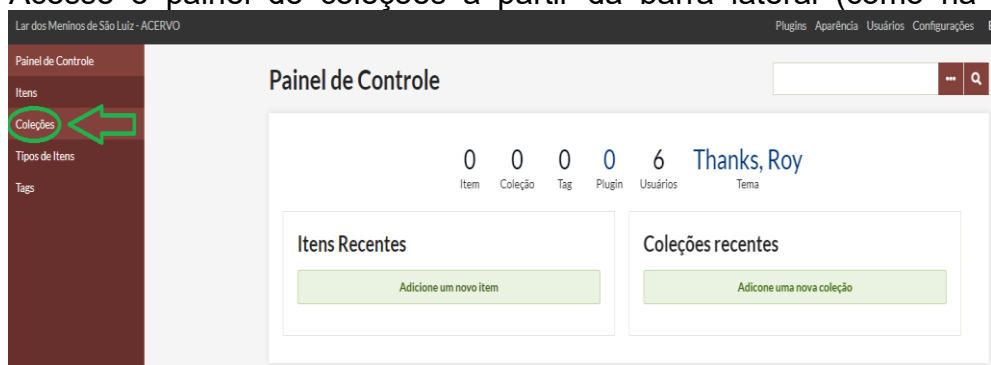 Acesse o painel de coleções a partir da barra lateral (como na
Lar dos Meninos de São Luiz - ACERVO
Plugins Aparência Usuários Configurações
Painel de Controle
Itens
Coleções
Tipos de Itens
Tags
Painel de Controle
0 0 0 0 6 Thanks, Roy
Item Coleção Tag Plugin Usuários Tema
Itens Recentes
Adicione um novo item
Coleções recentes
Adicone uma nova coleção